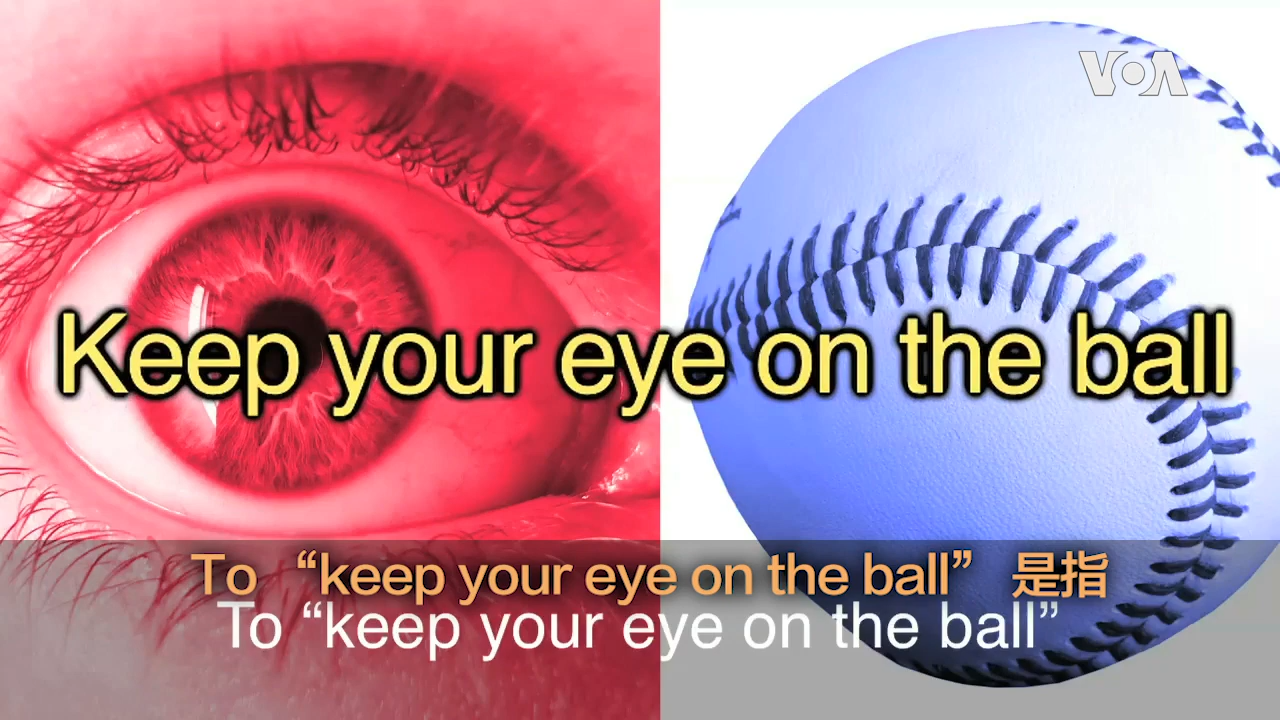 VOA
Keep your eye on the ball
To “keep your eye on the ball” 是指
To “keep your eye on the ball”